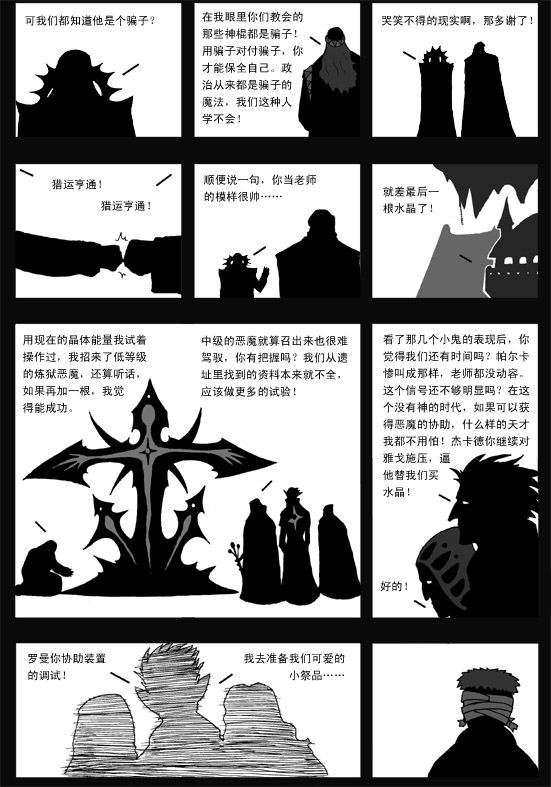 可我们都知道他是个骗子？
在我眼里你们教会的
那些神棍都是骗子！
用骗子对付骗子，你
才能保全自己。政
治从来都是骗子的
魔法，我们这种人
学不会！
哭笑不得的现实啊，那多谢了！
猎运亨通！
猎运亨通！
顺便说一句，你当老师
的模样很帅……
就差最后一
根水晶了！
用现在的晶体能量我试着
操作过，我招来了低等级
的炼狱恶魔，还算听话，
如果再加一根，我觉
得能成功。
中级的恶魔就算召出来也很难
驾驭，你有把握吗？我们从遗
址里找到的资料本来就不全，
应该做更多的试验！
看了那几个小鬼的表现后，你
觉得我们还有时间吗？帕尔卡
惨叫成那样，老师都没动容。
这个信号还不够明显吗？在这
个没有神的时代，如果可以获
得恶魔的协助，什么样的天才
我都不用怕！杰卡德你继续对
雅戈施压，逼
他替我们买
水晶！
好的！
罗曼你协助装置
的调试！
我去准备我们可爱的
小祭品……